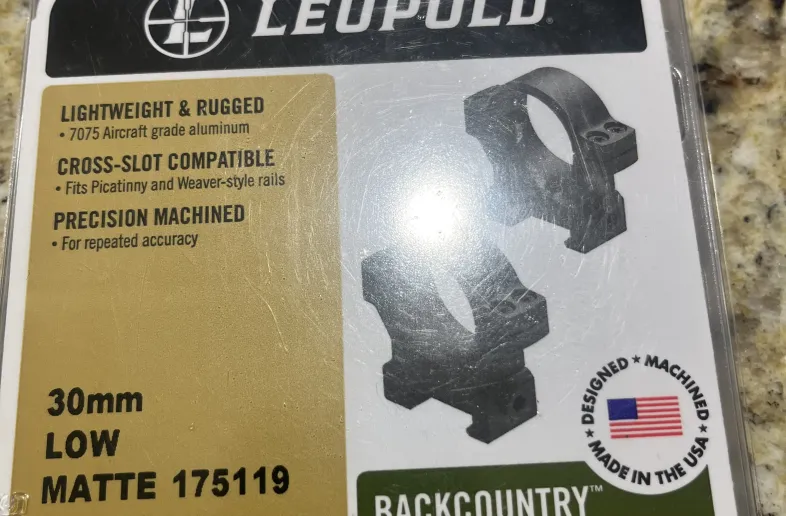 LEUPOLD®
LIGHTWEIGHT & RUGGED
• 7075 Aircraft grade aluminum
CROSS-SLOT COMPATIBLE
• Fits Picatinny and Weaver-style rails
PRECISION MACHINED
• For repeated accuracy
30mm
LOW
MATTE 175119
DESIGNED ★ MACHINED ★ MADE IN THE USA ★
BACKCOUNTRY™